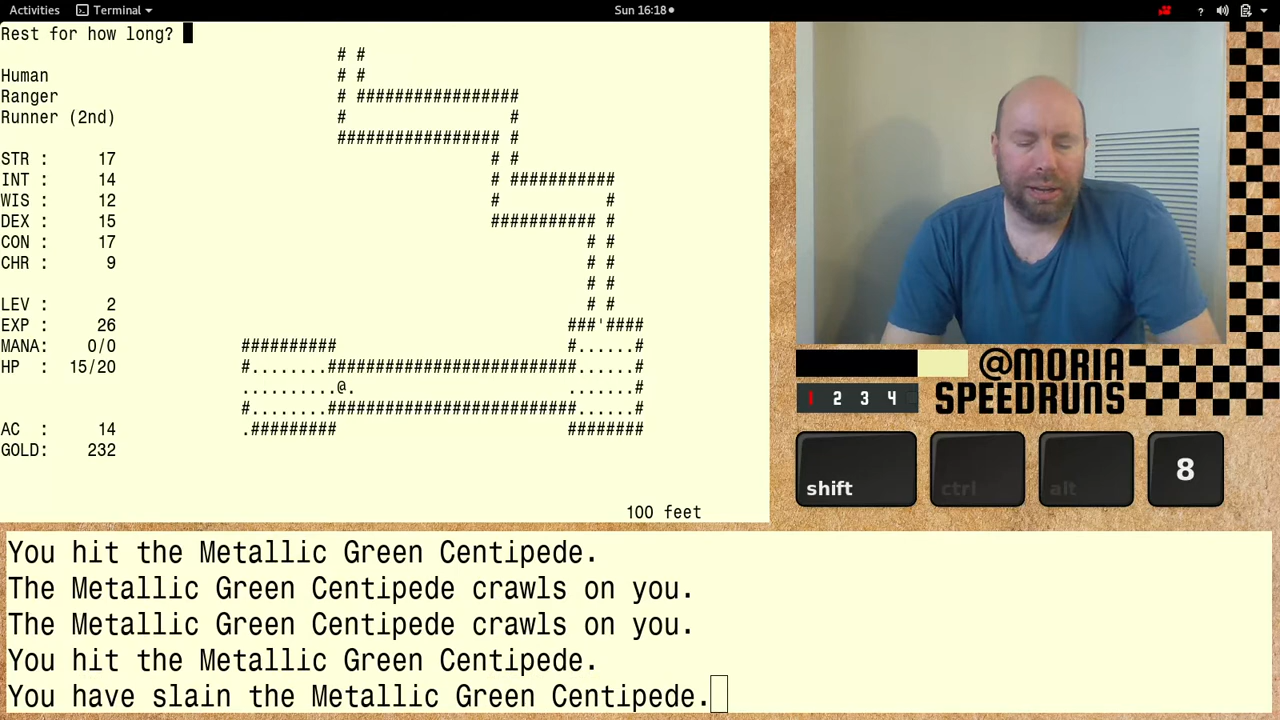 Activities Terminal Sun 16:18 ?
Rest for how long?
# #
Human # #
Ranger # #################
Runner (2nd) # #
################# #
STR : 17 # #
INT : 14 # ###########
WIS : 12 # #
DEX : 15 ########### #
CON : 17 # #
CHR : 9 # #
# #
LEV : 2 # #
EXP : 26 ###'####
MANA: 0/0 ########## #......#
HP : 15/20 #........##########################......#
..........@. .......#
#........##########################......#
AC : 14 .######### ########
GOLD: 232
100 feet
@MORIA
SPEEDRUNS
1 2 3 4
shift ctrl alt 8
You hit the Metallic Green Centipede.
The Metallic Green Centipede crawls on you.
The Metallic Green Centipede crawls on you.
You hit the Metallic Green Centipede.
You have slain the Metallic Green Centipede.